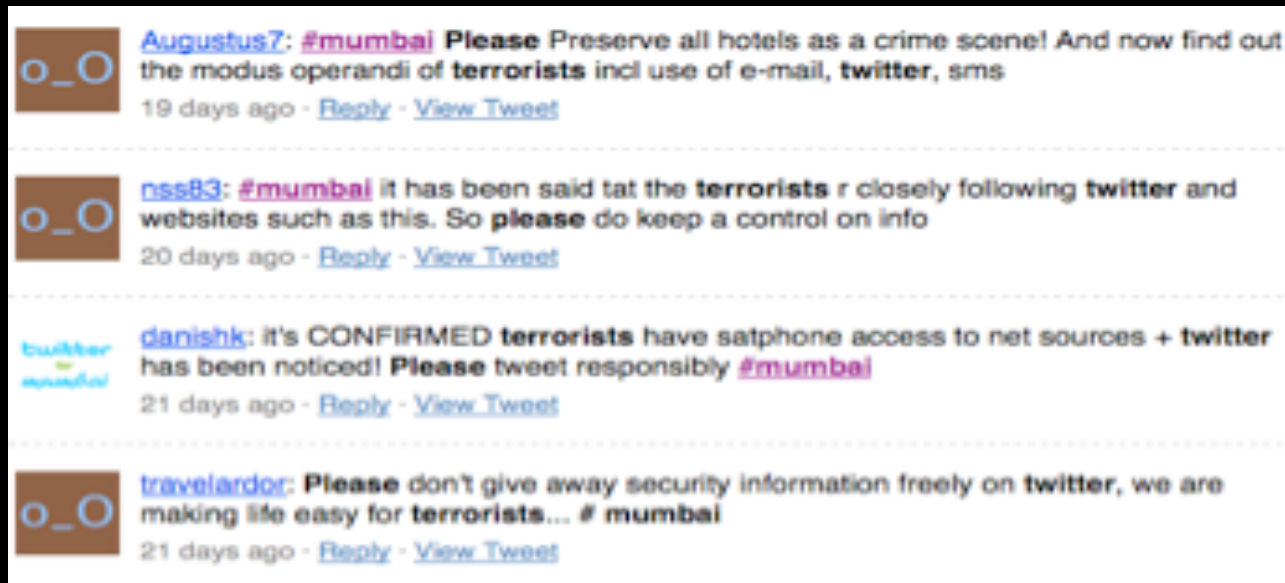 o_O
Augustus7: #mumbai Please Preserve all hotels as a crime scene! And now find out
the modus operandi of terrorists incl use of e-mail, twitter, sms
19 days ago · Reply · View Tweet
o_O
nss83: #mumbai it has been said tat the terrorists r closely following twitter and
websites such as this. So please do keep a control on info
20 days ago · Reply · View Tweet
twitter
for
mumbai
danishk: it's CONFIRMED terrorists have satphone access to net sources + twitter
has been noticed! Please tweet responsibly #mumbai
21 days ago · Reply · View Tweet
o_O
travelardor: Please don't give away security information freely on twitter, we are
making life easy for terrorists... # mumbai
21 days ago · Reply · View Tweet